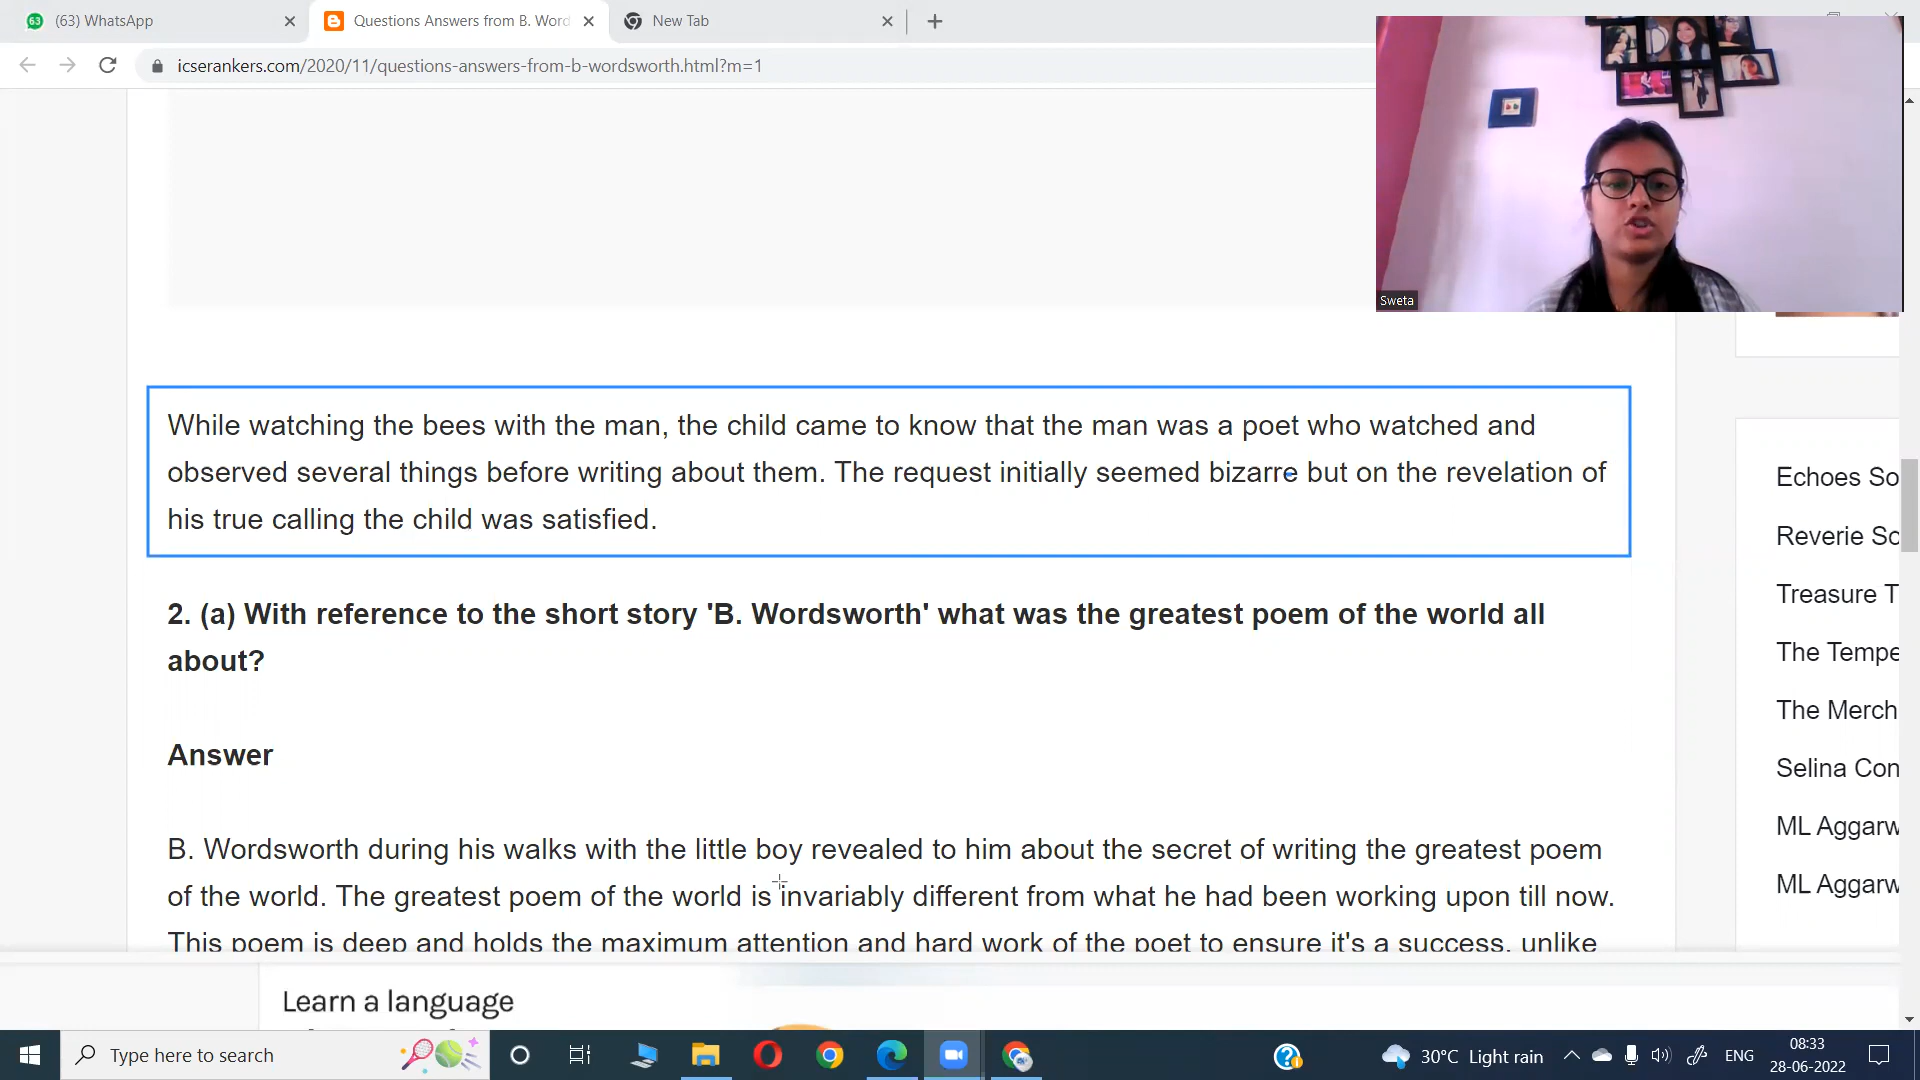 (63) WhatsApp
Questions Answers from B. Word
New Tab
icserankers.com/2020/11/questions-answers-from-b-wordsworth.html?m=1
Sweta
While watching the bees with the man, the child came to know that the man was a poet who watched and
observed several things before writing about them. The request initially seemed bizarre but on the revelation of
his true calling the child was satisfied.
2. (a) With reference to the short story 'B. Wordsworth' what was the greatest poem of the world all
about?
Answer
B. Wordsworth during his walks with the little boy revealed to him about the secret of writing the greatest poem
of the world. The greatest poem of the world is invariably different from what he had been working upon till now.
This poem is deep and holds the maximum attention and hard work of the poet to ensure it's a success, unlike
Echoes So
Reverie Sc
Treasure T
The Tempe
The Merch
Selina Con
ML Aggarw
ML Aggarw
Learn a language
Type here to search
30°C Light rain
ENG
08:33
28-06-2022